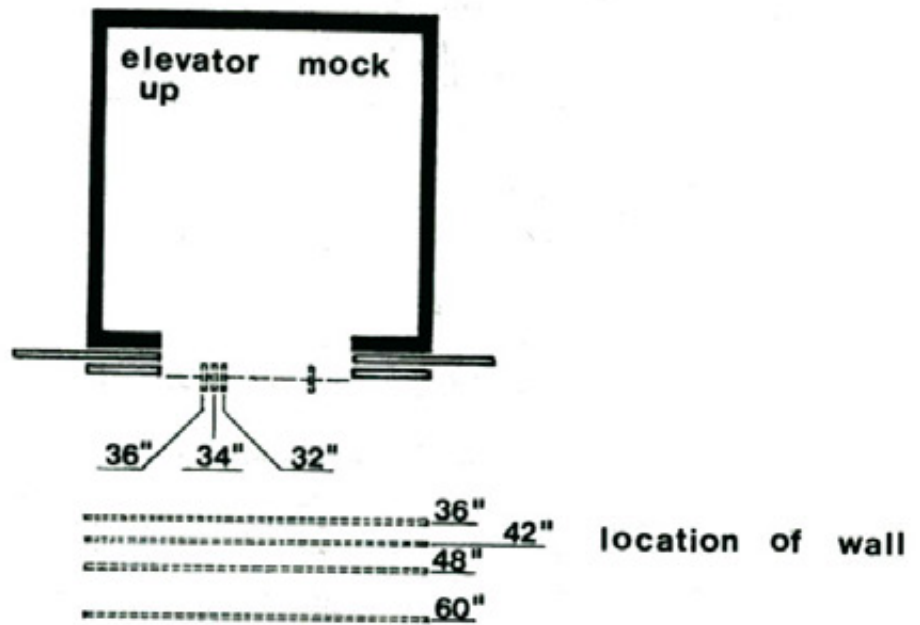 elevator mock
up
36" 34" 32"
36"
42"
location of wall
48"
60"